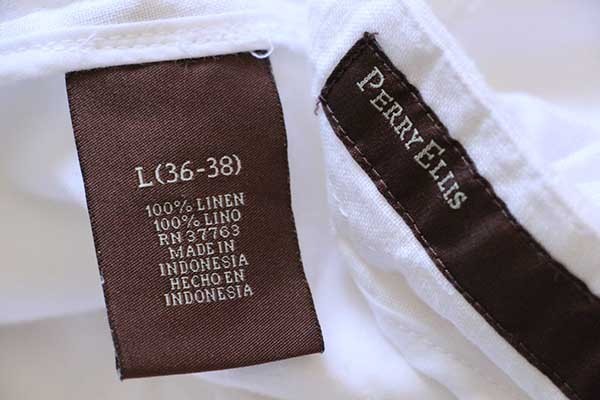 L (36-38)
100% LINEN
100% LINO
RN 37763
MADE IN
INDONESIA
HECHO EN
INDONESIA
PERRY ELLIS